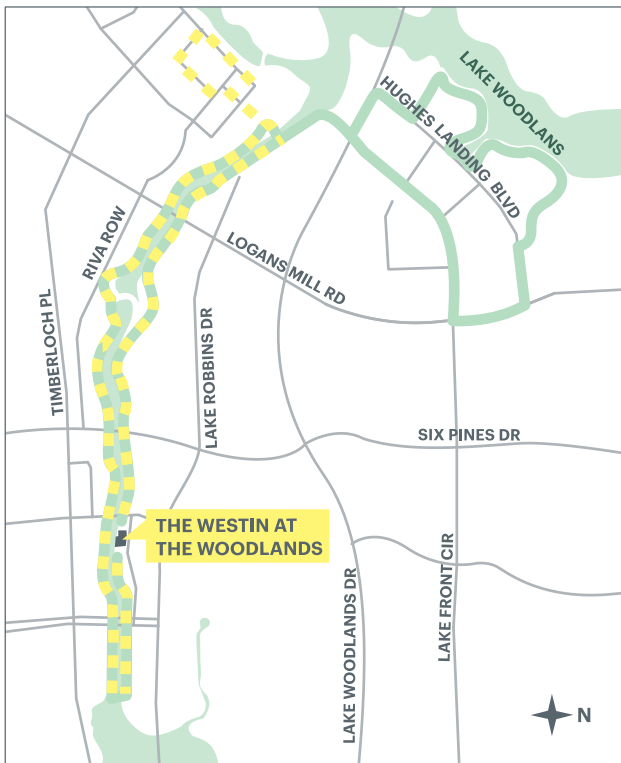 LAKE WOODLANS
HUGHES LANDING BLVD
RIVA ROW
LOGANS MILL RD
TIMBERLOCH PL
LAKE ROBBINS DR
SIX PINES DR
THE WESTIN AT
THE WOODLANDS
LAKE WOODLANDS DR
LAKE FRONT CIR
N